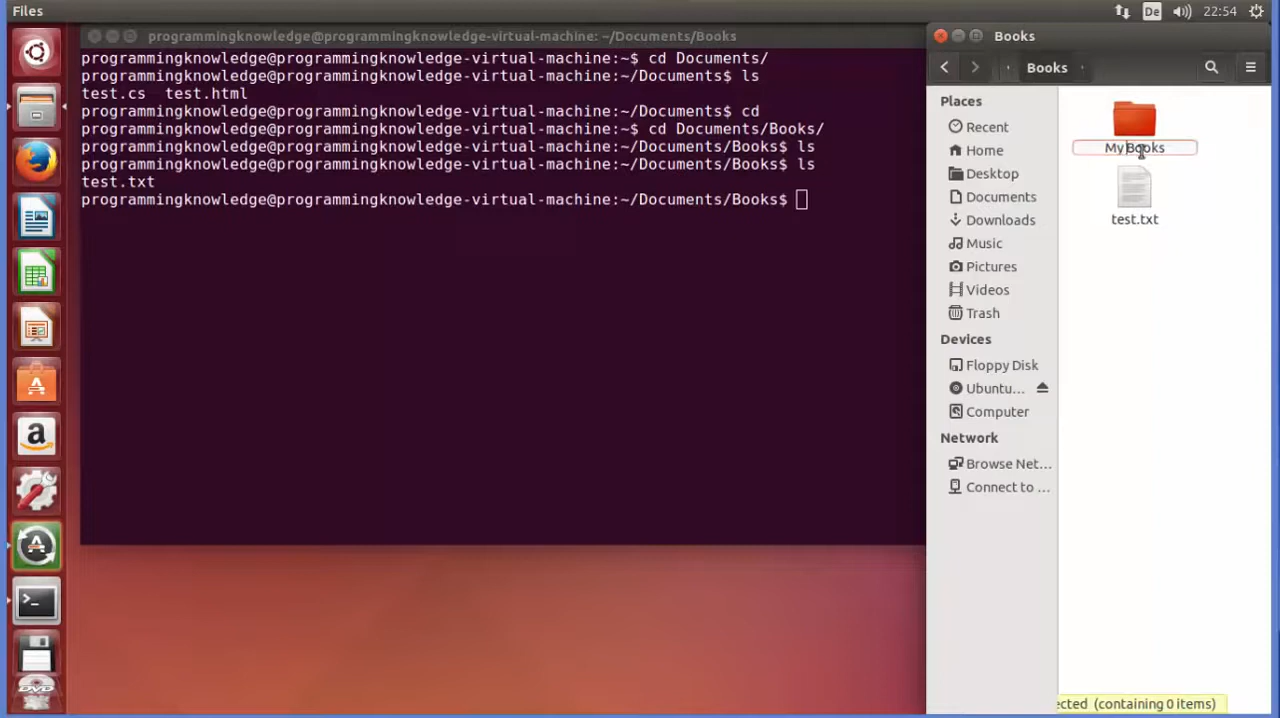 Files
De
22:54
programmingknowledge@programmingknowledge-virtual-machine: ~/Documents/Books
programmingknowledge@programmingknowledge-virtual-machine:~$ cd Documents/
programmingknowledge@programmingknowledge-virtual-machine:~/Documents$ ls
test.cs  test.html
programmingknowledge@programmingknowledge-virtual-machine:~/Documents$ cd
programmingknowledge@programmingknowledge-virtual-machine:~$ cd Documents/Books/
programmingknowledge@programmingknowledge-virtual-machine:~/Documents/Books$ ls
programmingknowledge@programmingknowledge-virtual-machine:~/Documents/Books$ ls
test.txt
programmingknowledge@programmingknowledge-virtual-machine:~/Documents/Books$
Books
Books
Places
Recent
Home
Desktop
Documents
Downloads
Music
Pictures
Videos
Trash
Devices
Floppy Disk
Ubuntu...
Computer
Network
Browse Net...
Connect to ...
My Books
test.txt
ected (containing 0 items)
a
>_
DVD